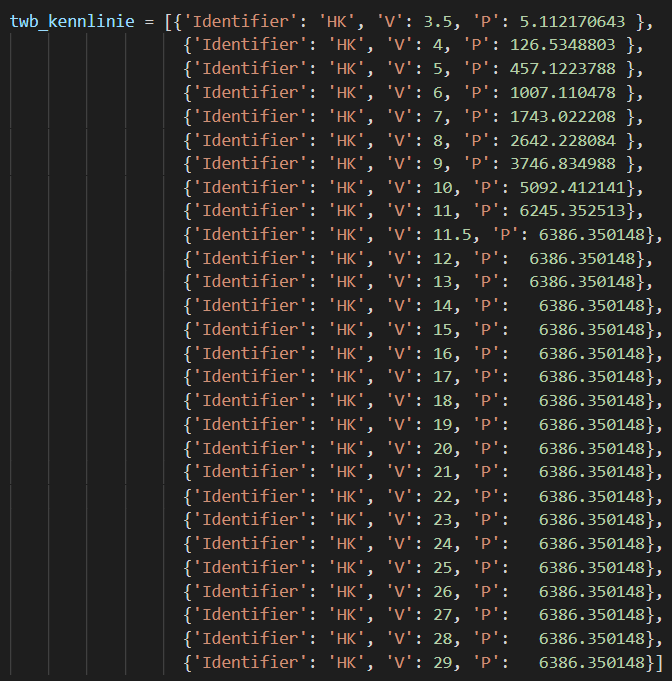 twb_kennlinie = [{'Identifier': 'HK', 'V': 3.5, 'P': 5.112170643 },
{'Identifier': 'HK', 'V': 4, 'P': 126.5348803 },
{'Identifier': 'HK', 'V': 5, 'P': 457.1223788 },
{'Identifier': 'HK', 'V': 6, 'P': 1007.110478 },
{'Identifier': 'HK', 'V': 7, 'P': 1743.022208 },
{'Identifier': 'HK', 'V': 8, 'P': 2642.228084 },
{'Identifier': 'HK', 'V': 9, 'P': 3746.834988 },
{'Identifier': 'HK', 'V': 10, 'P': 5092.412141},
{'Identifier': 'HK', 'V': 11, 'P': 6245.352513},
{'Identifier': 'HK', 'V': 11.5, 'P': 6386.350148},
{'Identifier': 'HK', 'V': 12, 'P':  6386.350148},
{'Identifier': 'HK', 'V': 13, 'P':  6386.350148},
{'Identifier': 'HK', 'V': 14, 'P':   6386.350148},
{'Identifier': 'HK', 'V': 15, 'P':   6386.350148},
{'Identifier': 'HK', 'V': 16, 'P':   6386.350148},
{'Identifier': 'HK', 'V': 17, 'P':   6386.350148},
{'Identifier': 'HK', 'V': 18, 'P':   6386.350148},
{'Identifier': 'HK', 'V': 19, 'P':   6386.350148},
{'Identifier': 'HK', 'V': 20, 'P':   6386.350148},
{'Identifier': 'HK', 'V': 21, 'P':   6386.350148},
{'Identifier': 'HK', 'V': 22, 'P':   6386.350148},
{'Identifier': 'HK', 'V': 23, 'P':   6386.350148},
{'Identifier': 'HK', 'V': 24, 'P':   6386.350148},
{'Identifier': 'HK', 'V': 25, 'P':   6386.350148},
{'Identifier': 'HK', 'V': 26, 'P':   6386.350148},
{'Identifier': 'HK', 'V': 27, 'P':   6386.350148},
{'Identifier': 'HK', 'V': 28, 'P':   6386.350148},
{'Identifier': 'HK', 'V': 29, 'P':   6386.350148}]